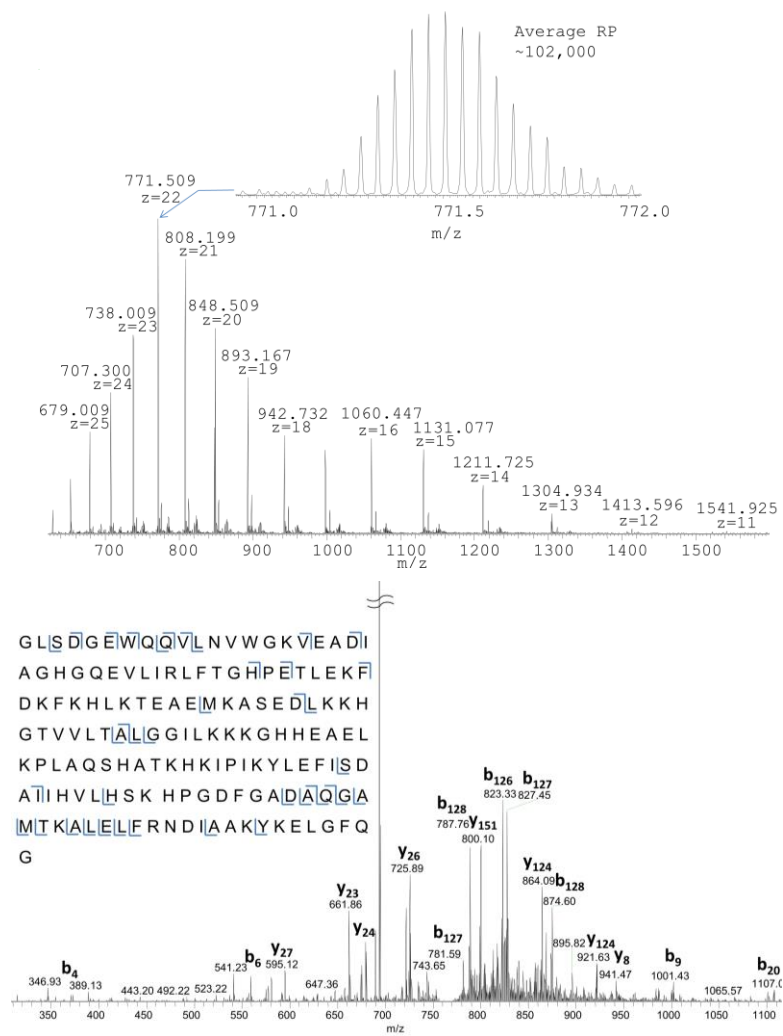 Average RP
~102,000
771.509
z=22
771.0 771.5 772.0
m/z
808.199
z=21
738.009
z=23
848.509
z=20
707.300
z=24
893.167
z=19
679.009
z=25
942.732
z=18
1060.447
z=16
1131.077
z=15
1211.725
z=14
1304.934
z=13
1413.596
z=12
1541.925
z=11
700 800 900 1000 1100 1200 1300 1400 1500
m/z
G L S D G E W Q Q V L N V W G K V E A D I
A G H G Q E V L I R L F T G H P E T L E K F
D K F K H L K T E A E M K A S E D L K K H
G T V V L T A L G G I L K K K G H H E A E L
K P L A Q S H A T K H K I P I K Y L E F I S D
A I I H V L H S K H P G D F G A D A Q G A
M T K A L E L F R N D I A A K Y K E L G F Q
G
b126
823.33
b127
827.45
b128
787.76
y151
800.10
y26
725.89
y124
864.09
b128
874.60
y23
661.86
y24
b127
781.59
895.82
y124
921.63
y8
941.47
b9
1001.43
b20
1107.0
743.65
y27
595.12
541.23
b6
b4
346.93
389.13
443.20
492.22
523.22
647.36
1065.57
350 400 450 500 550 600 650 700 750 800 850 900 950 1000 1050 1100
m/z